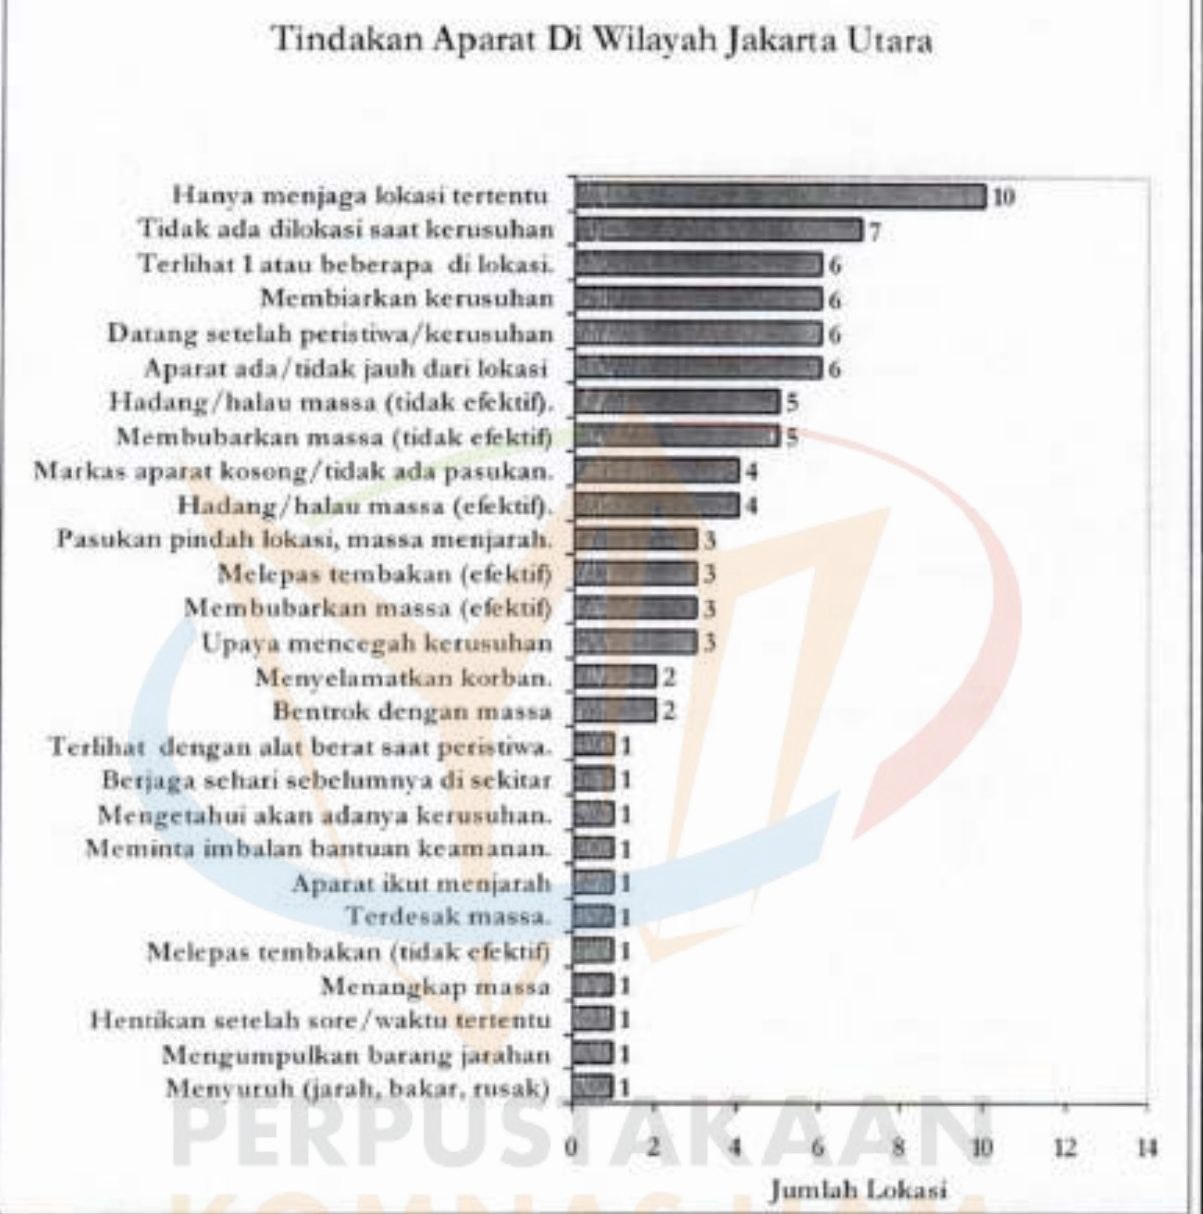 Tindakan Aparat Di Wilayah Jakarta Utara
Hanya menjaga lokasi tertentu 10
Tidak ada dilokasi saat kerusuhan 7
Terlihat 1 atau beberapa di lokasi. 6
Membiarkan kerusuhan 6
Datang setelah peristiwa/kerusuhan 6
Aparat ada/tidak jauh dari lokasi 6
Hadang/halau massa (tidak efektif). 5
Membubarkan massa (tidak efektif) 5
Markas aparat kosong/tidak ada pasukan. 4
Hadang/halau massa (efektif). 4
Pasukan pindah lokasi, massa menjarah. 3
Melepas tembakan (efektif) 3
Membubarkan massa (efektif) 3
Upaya mencegah kerusuhan 3
Menyelamatkan korban. 2
Bentrok dengan massa 2
Terlihat dengan alat berat saat peristiwa. 1
Berjaga sehari sebelumnya di sekitar 1
Mengetahui akan adanya kerusuhan. 1
Meminta imbalan bantuan keamanan. 1
Aparat ikut menjarah 1
Terdesak massa. 1
Melepas tembakan (tidak efektif) 1
Menangkap massa 1
Hentikan setelah sore/waktu tertentu 1
Mengumpulkan barang jarahan 1
Menyuruh (jarah, bakar, rusak) 1
0 2 4 6 8 10 12 14
Jumlah Lokasi
PERPUSTAKAAN
KOMNAS HAM